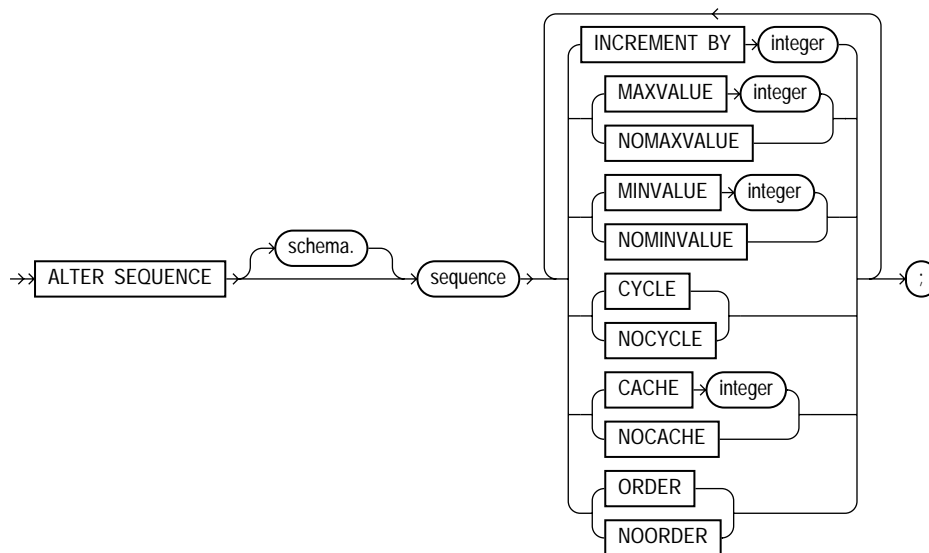 INCREMENT BY integer
MAXVALUE integer
NOMAXVALUE
MINVALUE integer
NOMINVALUE
schema.
ALTER SEQUENCE sequence ;
CYCLE
NOCYCLE
CACHE integer
NOCACHE
ORDER
NOORDER